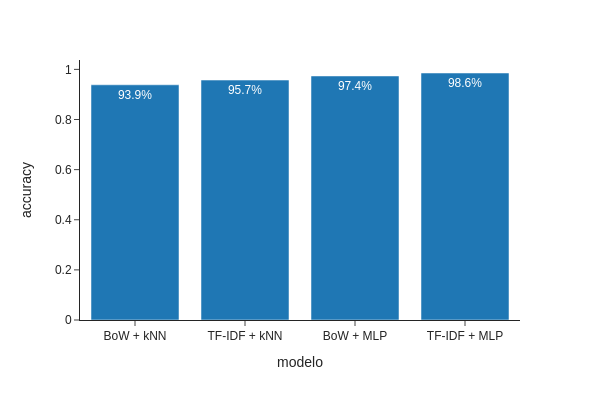 accuracy
1
0.8
0.6
0.4
0.2
0
93.9%
95.7%
97.4%
98.6%
BoW + kNN
TF-IDF + kNN
BoW + MLP
TF-IDF + MLP
modelo